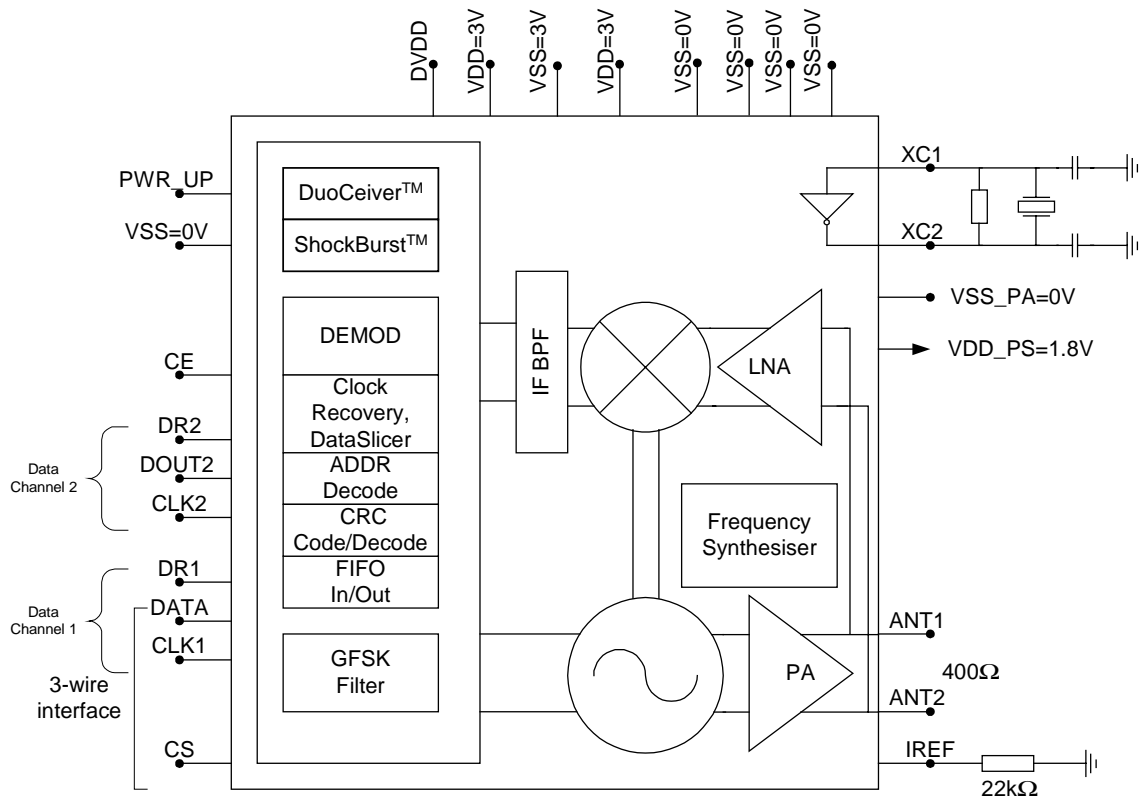 DVDD
VDD=3V
VSS=3V
VDD=3V
VSS=0V
VSS=0V
VSS=0V
VSS=0V
PWR_UP
VSS=0V
CE
DR2
DOUT2
CLK2
Data
Channel 2
DR1
DATA
CLK1
Data
Channel 1
3-wire
interface
CS
DuoCeiver™
ShockBurst™
DEMOD
Clock
Recovery,
DataSlicer
ADDR
Decode
CRC
Code/Decode
FIFO
In/Out
GFSK
Filter
IF BPF
LNA
Frequency
Synthesiser
PA
XC1
XC2
VSS_PA=0V
VDD_PS=1.8V
ANT1
400Ω
ANT2
IREF
22kΩ